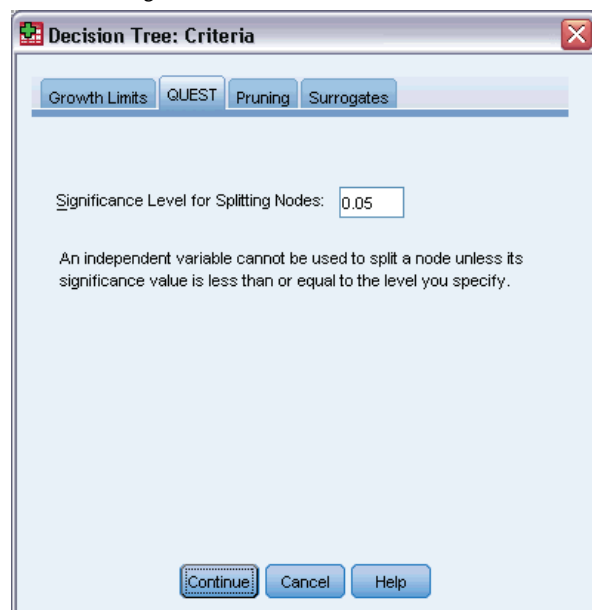 Decision Tree: Criteria
Growth Limits QUEST Pruning Surrogates
Significance Level for Splitting Nodes: 0.05
An independent variable cannot be used to split a node unless its
significance value is less than or equal to the level you specify.
Continue Cancel Help